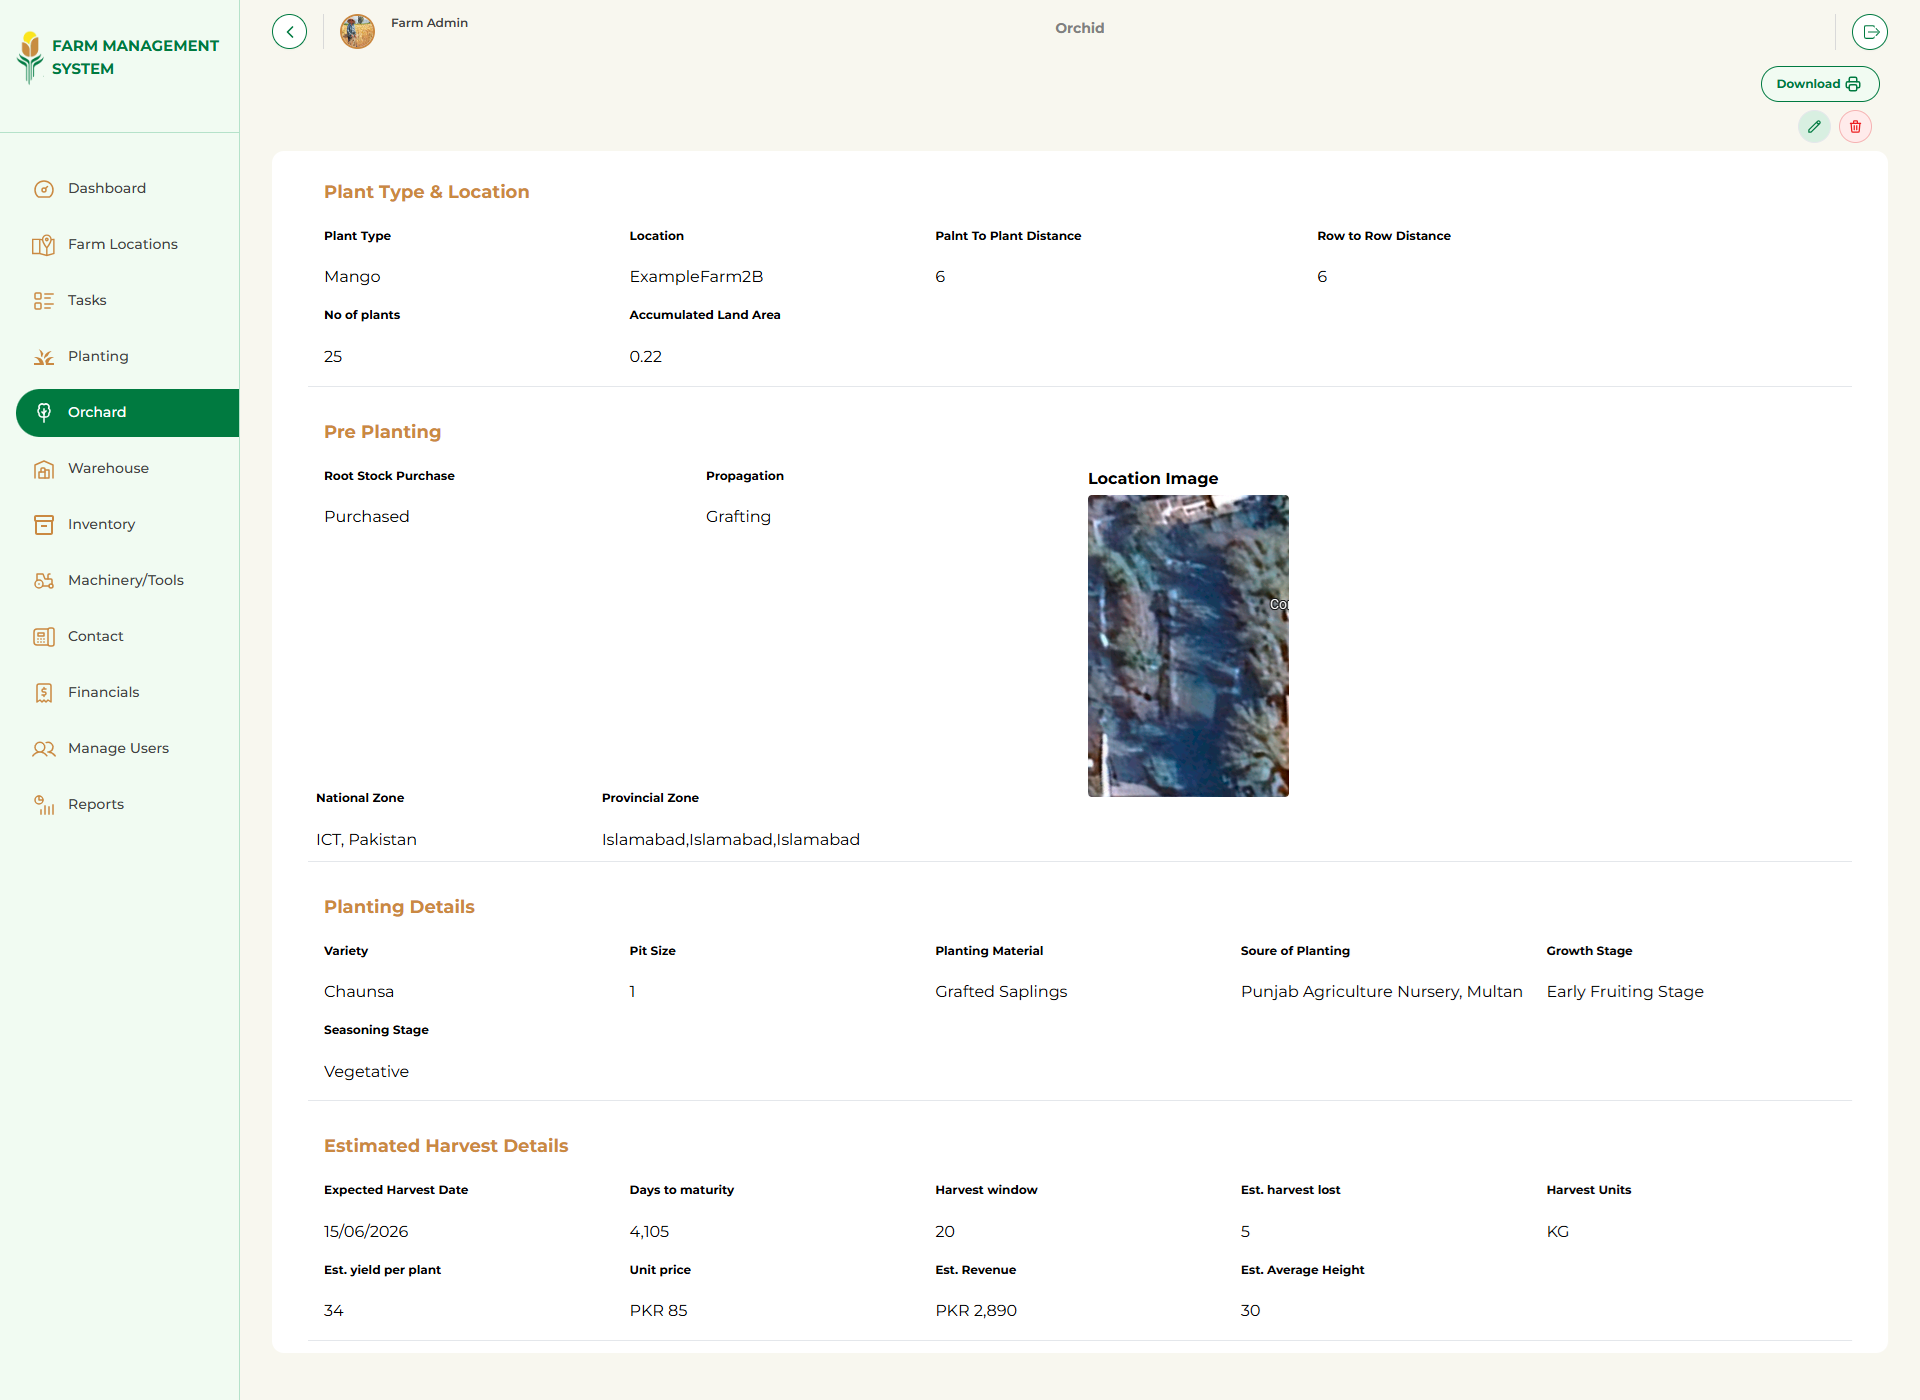 FARM MANAGEMENT
SYSTEM
Farm Admin
Orchid
Download
Dashboard
Farm Locations
Tasks
Planting
Orchard
Warehouse
Inventory
Machinery/Tools
Contact
Financials
Manage Users
Reports
Plant Type & Location
Plant Type Location Palnt To Plant Distance Row to Row Distance
Mango ExampleFarm2B 6 6
No of plants Accumulated Land Area
25 0.22
Pre Planting
Root Stock Purchase Propagation Location Image
Purchased Grafting
National Zone Provincial Zone
ICT, Pakistan Islamabad,Islamabad,Islamabad
Planting Details
Variety Pit Size Planting Material Soure of Planting Growth Stage
Chaunsa 1 Grafted Saplings Punjab Agriculture Nursery, Multan Early Fruiting Stage
Seasoning Stage
Vegetative
Estimated Harvest Details
Expected Harvest Date Days to maturity Harvest window Est. harvest lost Harvest Units
15/06/2026 4,105 20 5 KG
Est. yield per plant Unit price Est. Revenue Est. Average Height
34 PKR 85 PKR 2,890 30